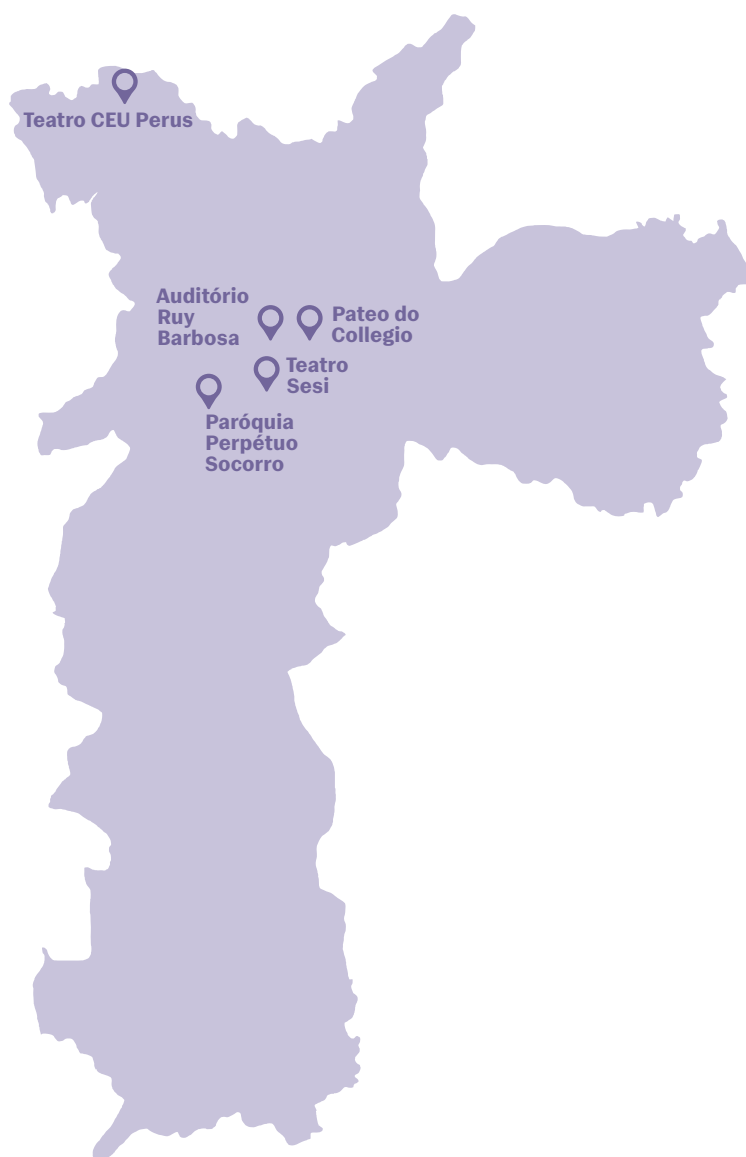 Teatro CEU Perus
Auditório
Ruy
Barbosa
Pateo do
Collegio
Teatro
Sesi
Paróquia
Perpétuo
Socorro